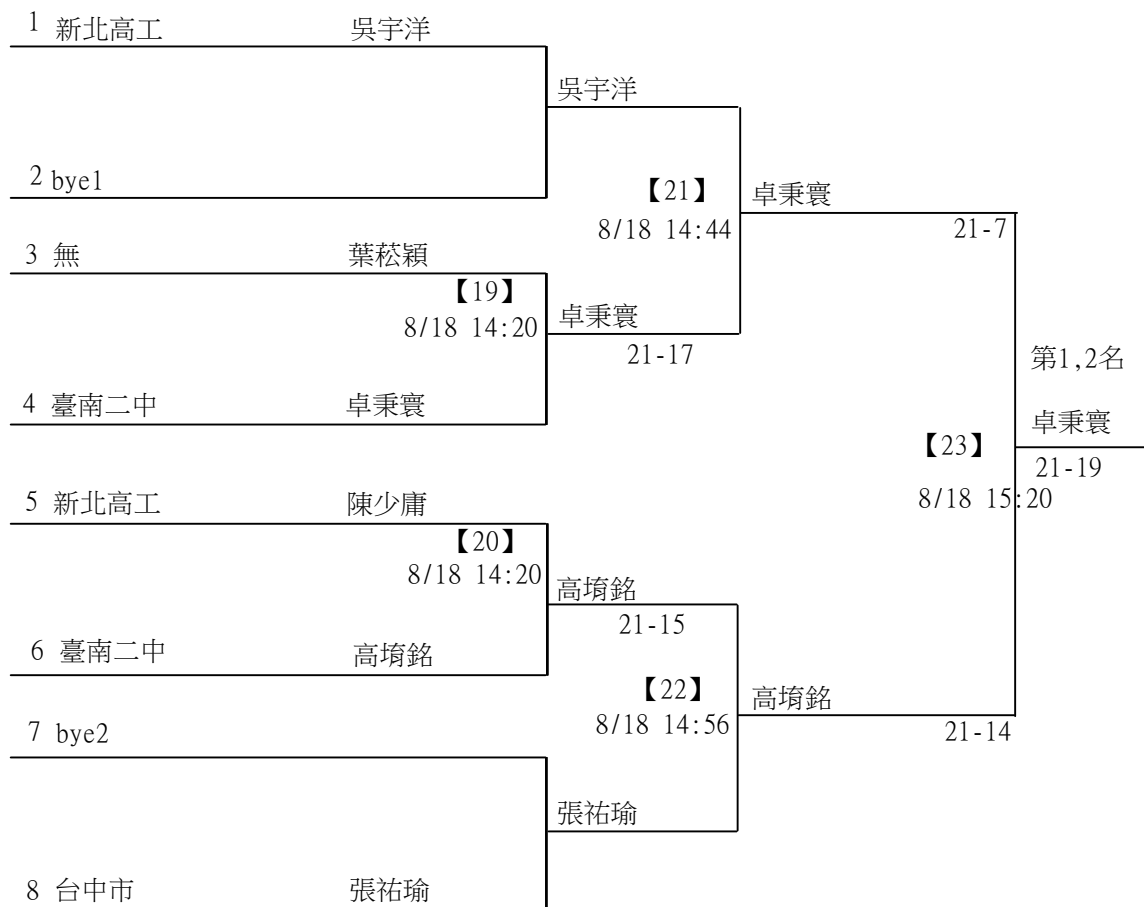 1 新北高工 吳宇洋
吳宇洋
2 bye1
【21】
卓秉寰
8/18 14:44
21-7
3 無 葉菘穎
【19】
卓秉寰
8/18 14:20
21-17
第1,2名
4 臺南二中 卓秉寰
卓秉寰
【23】
21-19
8/18 15:20
5 新北高工 陳少庸
【20】
8/18 14:20
高堉銘
21-15
6 臺南二中 高堉銘
【22】
高堉銘
8/18 14:56
21-14
7 bye2
張祐瑜
8 台中市 張祐瑜